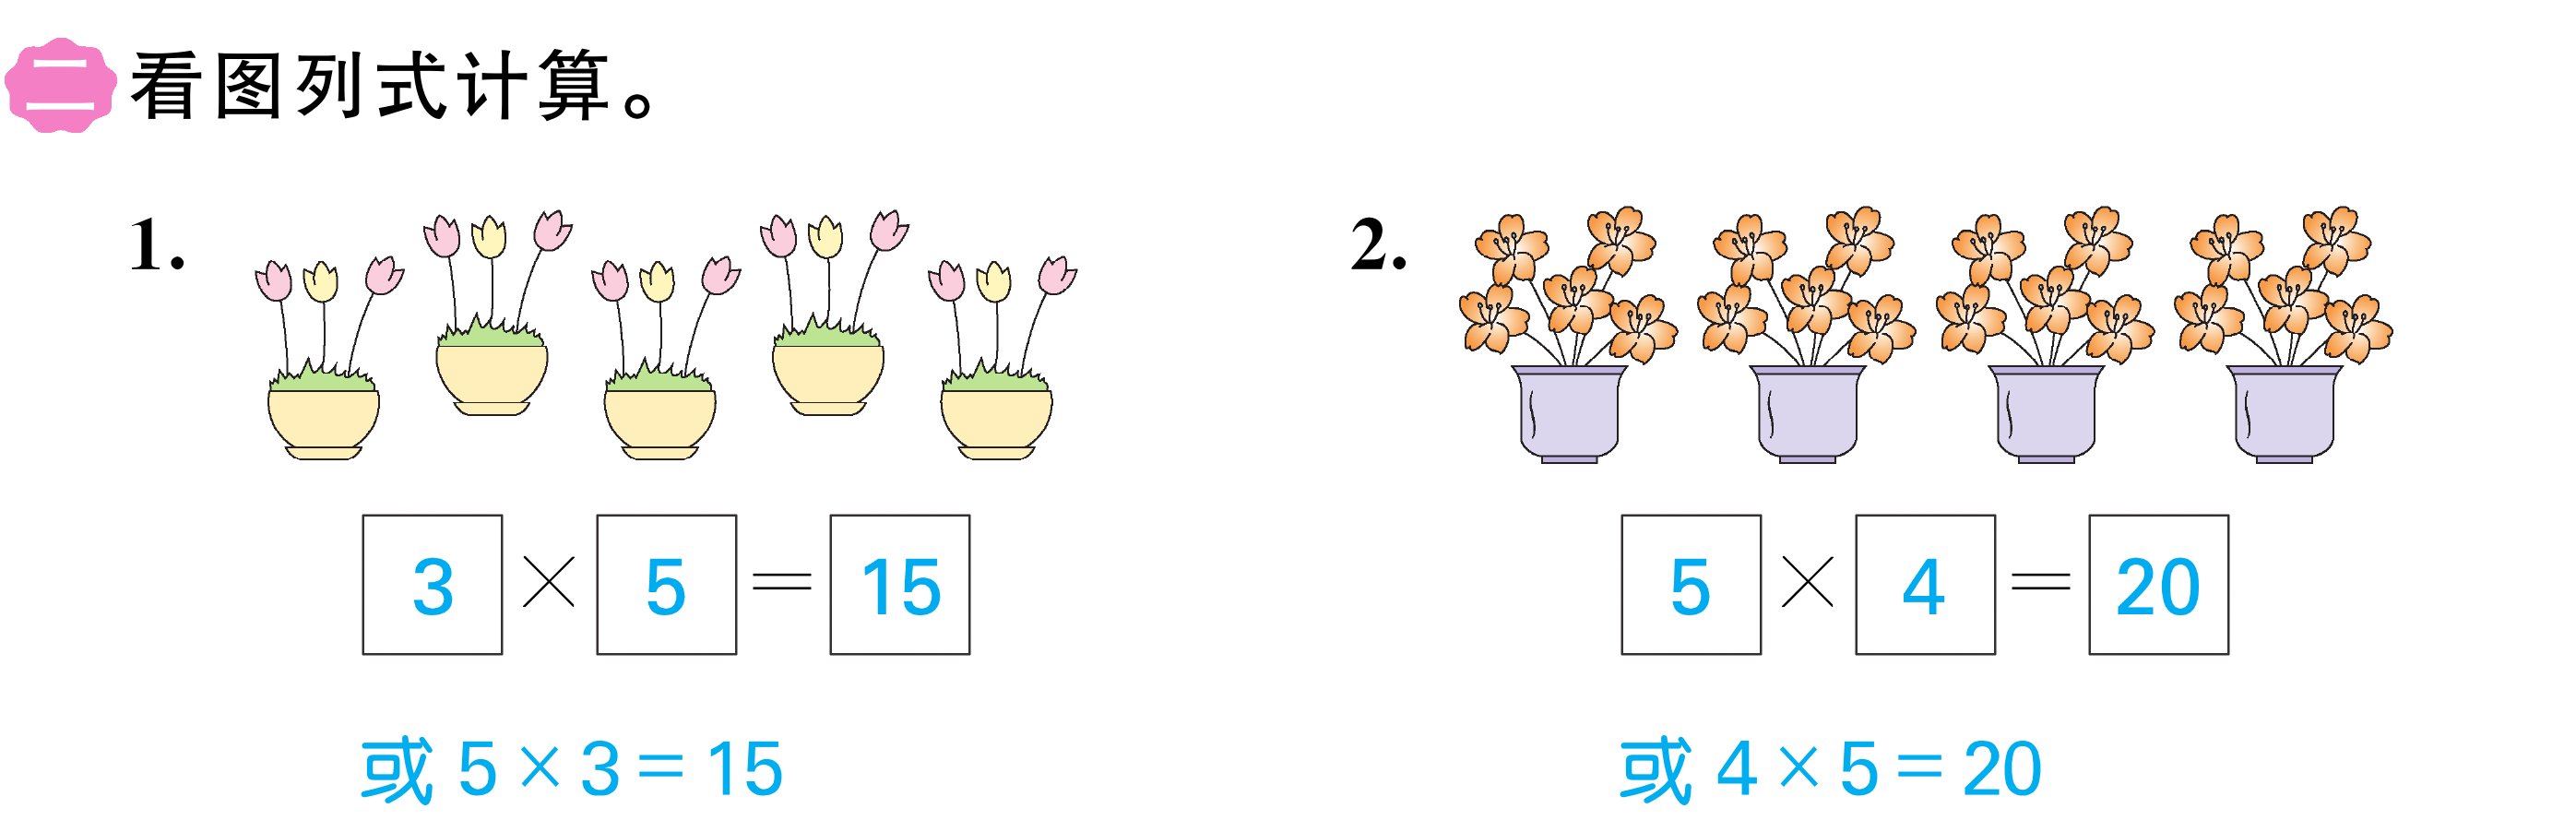 二 看图列式计算。
1.
3 × 5 = 15
或 5 × 3 = 15
2.
5 × 4 = 20
或 4 × 5 = 20